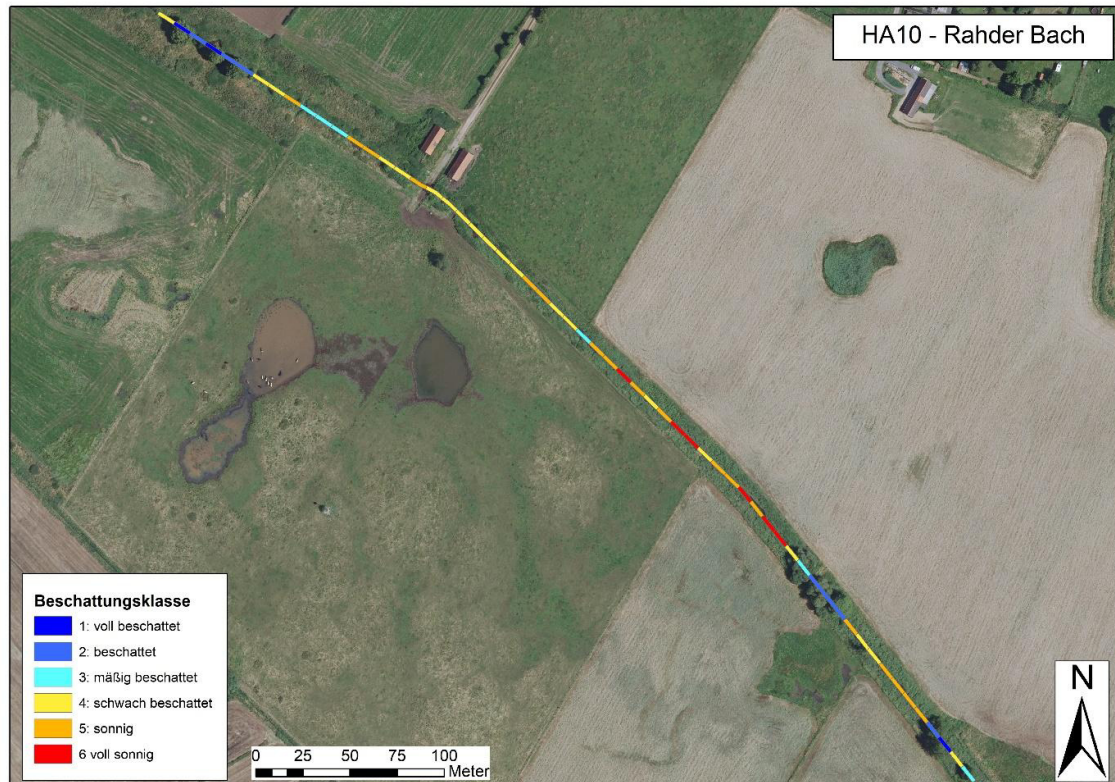 HA10 - Rahder Bach
Beschattungsklasse
1: voll beschattet
2: beschattet
3: mäßig beschattet
4: schwach beschattet
5: sonnig
6 voll sonnig
0 25 50 75 100
Meter
N